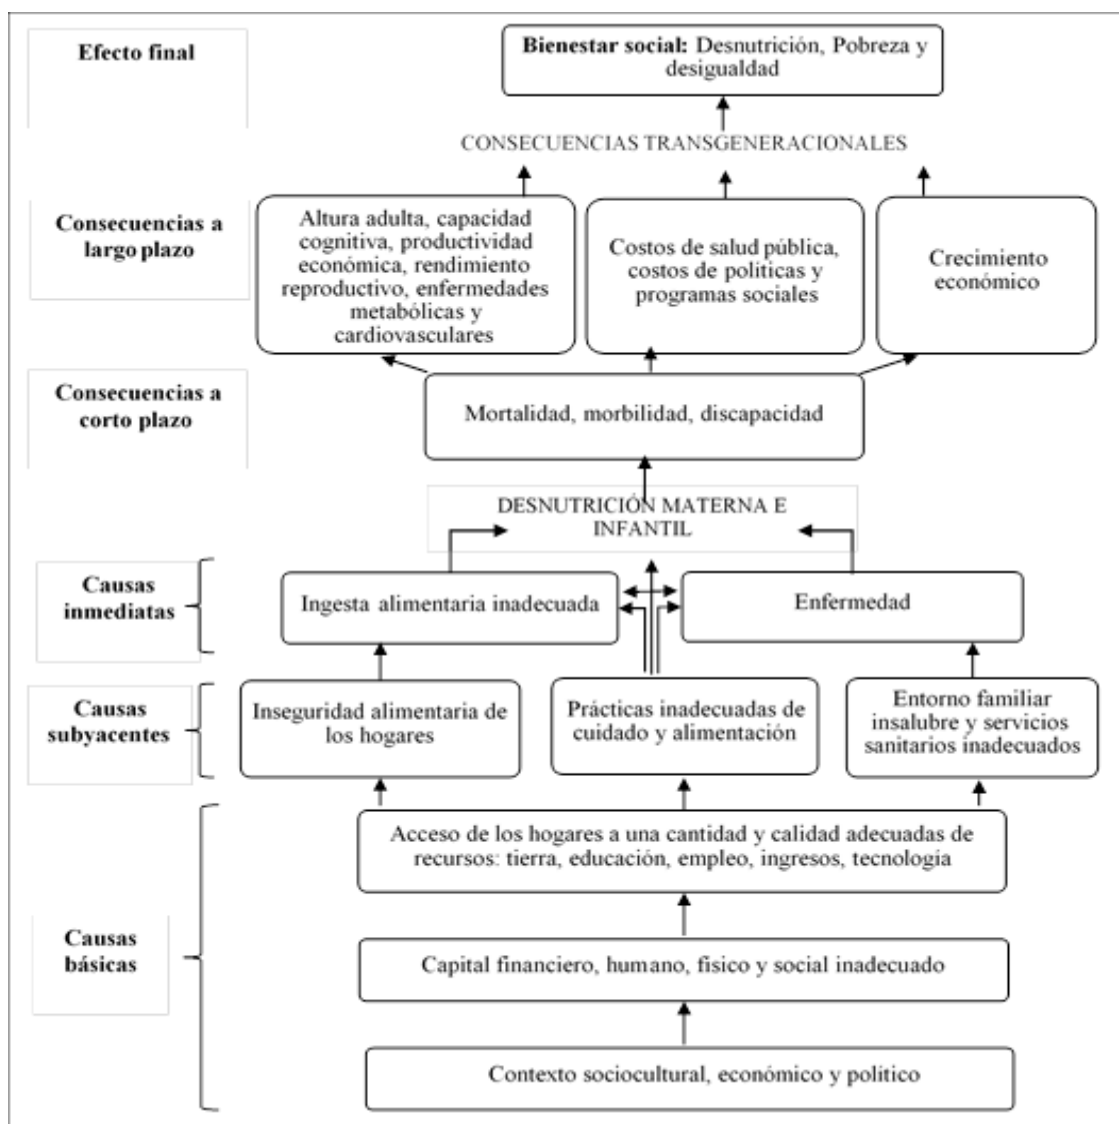 Efecto final
Bienestar social: Desnutrición, Pobreza y
desigualdad
CONSECUENCIAS TRANSGENERACIONALES
Consecuencias a
largo plazo
Altura adulta, capacidad
cognitiva, productividad
económica, rendimiento
reproductivo, enfermedades
metabólicas y
cardiovasculares
Costos de salud pública,
costos de políticas y
programas sociales
Crecimiento
económico
Consecuencias a
corto plazo
Mortalidad, morbilidad, discapacidad
DESNUTRICIÓN MATERNA E
INFANTIL
Causas
inmediatas
Ingesta alimentaria inadecuada
Enfermedad
Causas
subyacentes
Inseguridad alimentaria de
los hogares
Prácticas inadecuadas de
cuidado y alimentación
Entorno familiar
insalubre y servicios
sanitarios inadecuados
Causas
básicas
Acceso de los hogares a una cantidad y calidad adecuadas de
recursos: tierra, educación, empleo, ingresos, tecnología
Capital financiero, humano, físico y social inadecuado
Contexto sociocultural, económico y político